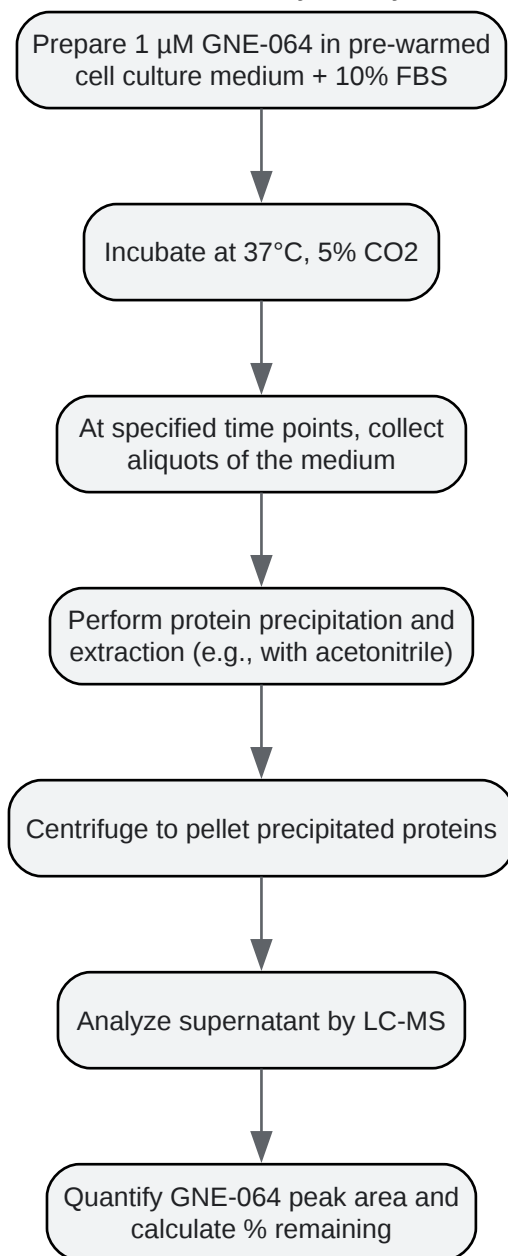 Prepare 1 µM GNE-064 in pre-warmed
cell culture medium + 10% FBS
Incubate at 37°C, 5% CO2
At specified time points, collect
aliquots of the medium
Perform protein precipitation and
extraction (e.g., with acetonitrile)
Centrifuge to pellet precipitated proteins
Analyze supernatant by LC-MS
Quantify GNE-064 peak area and
calculate % remaining